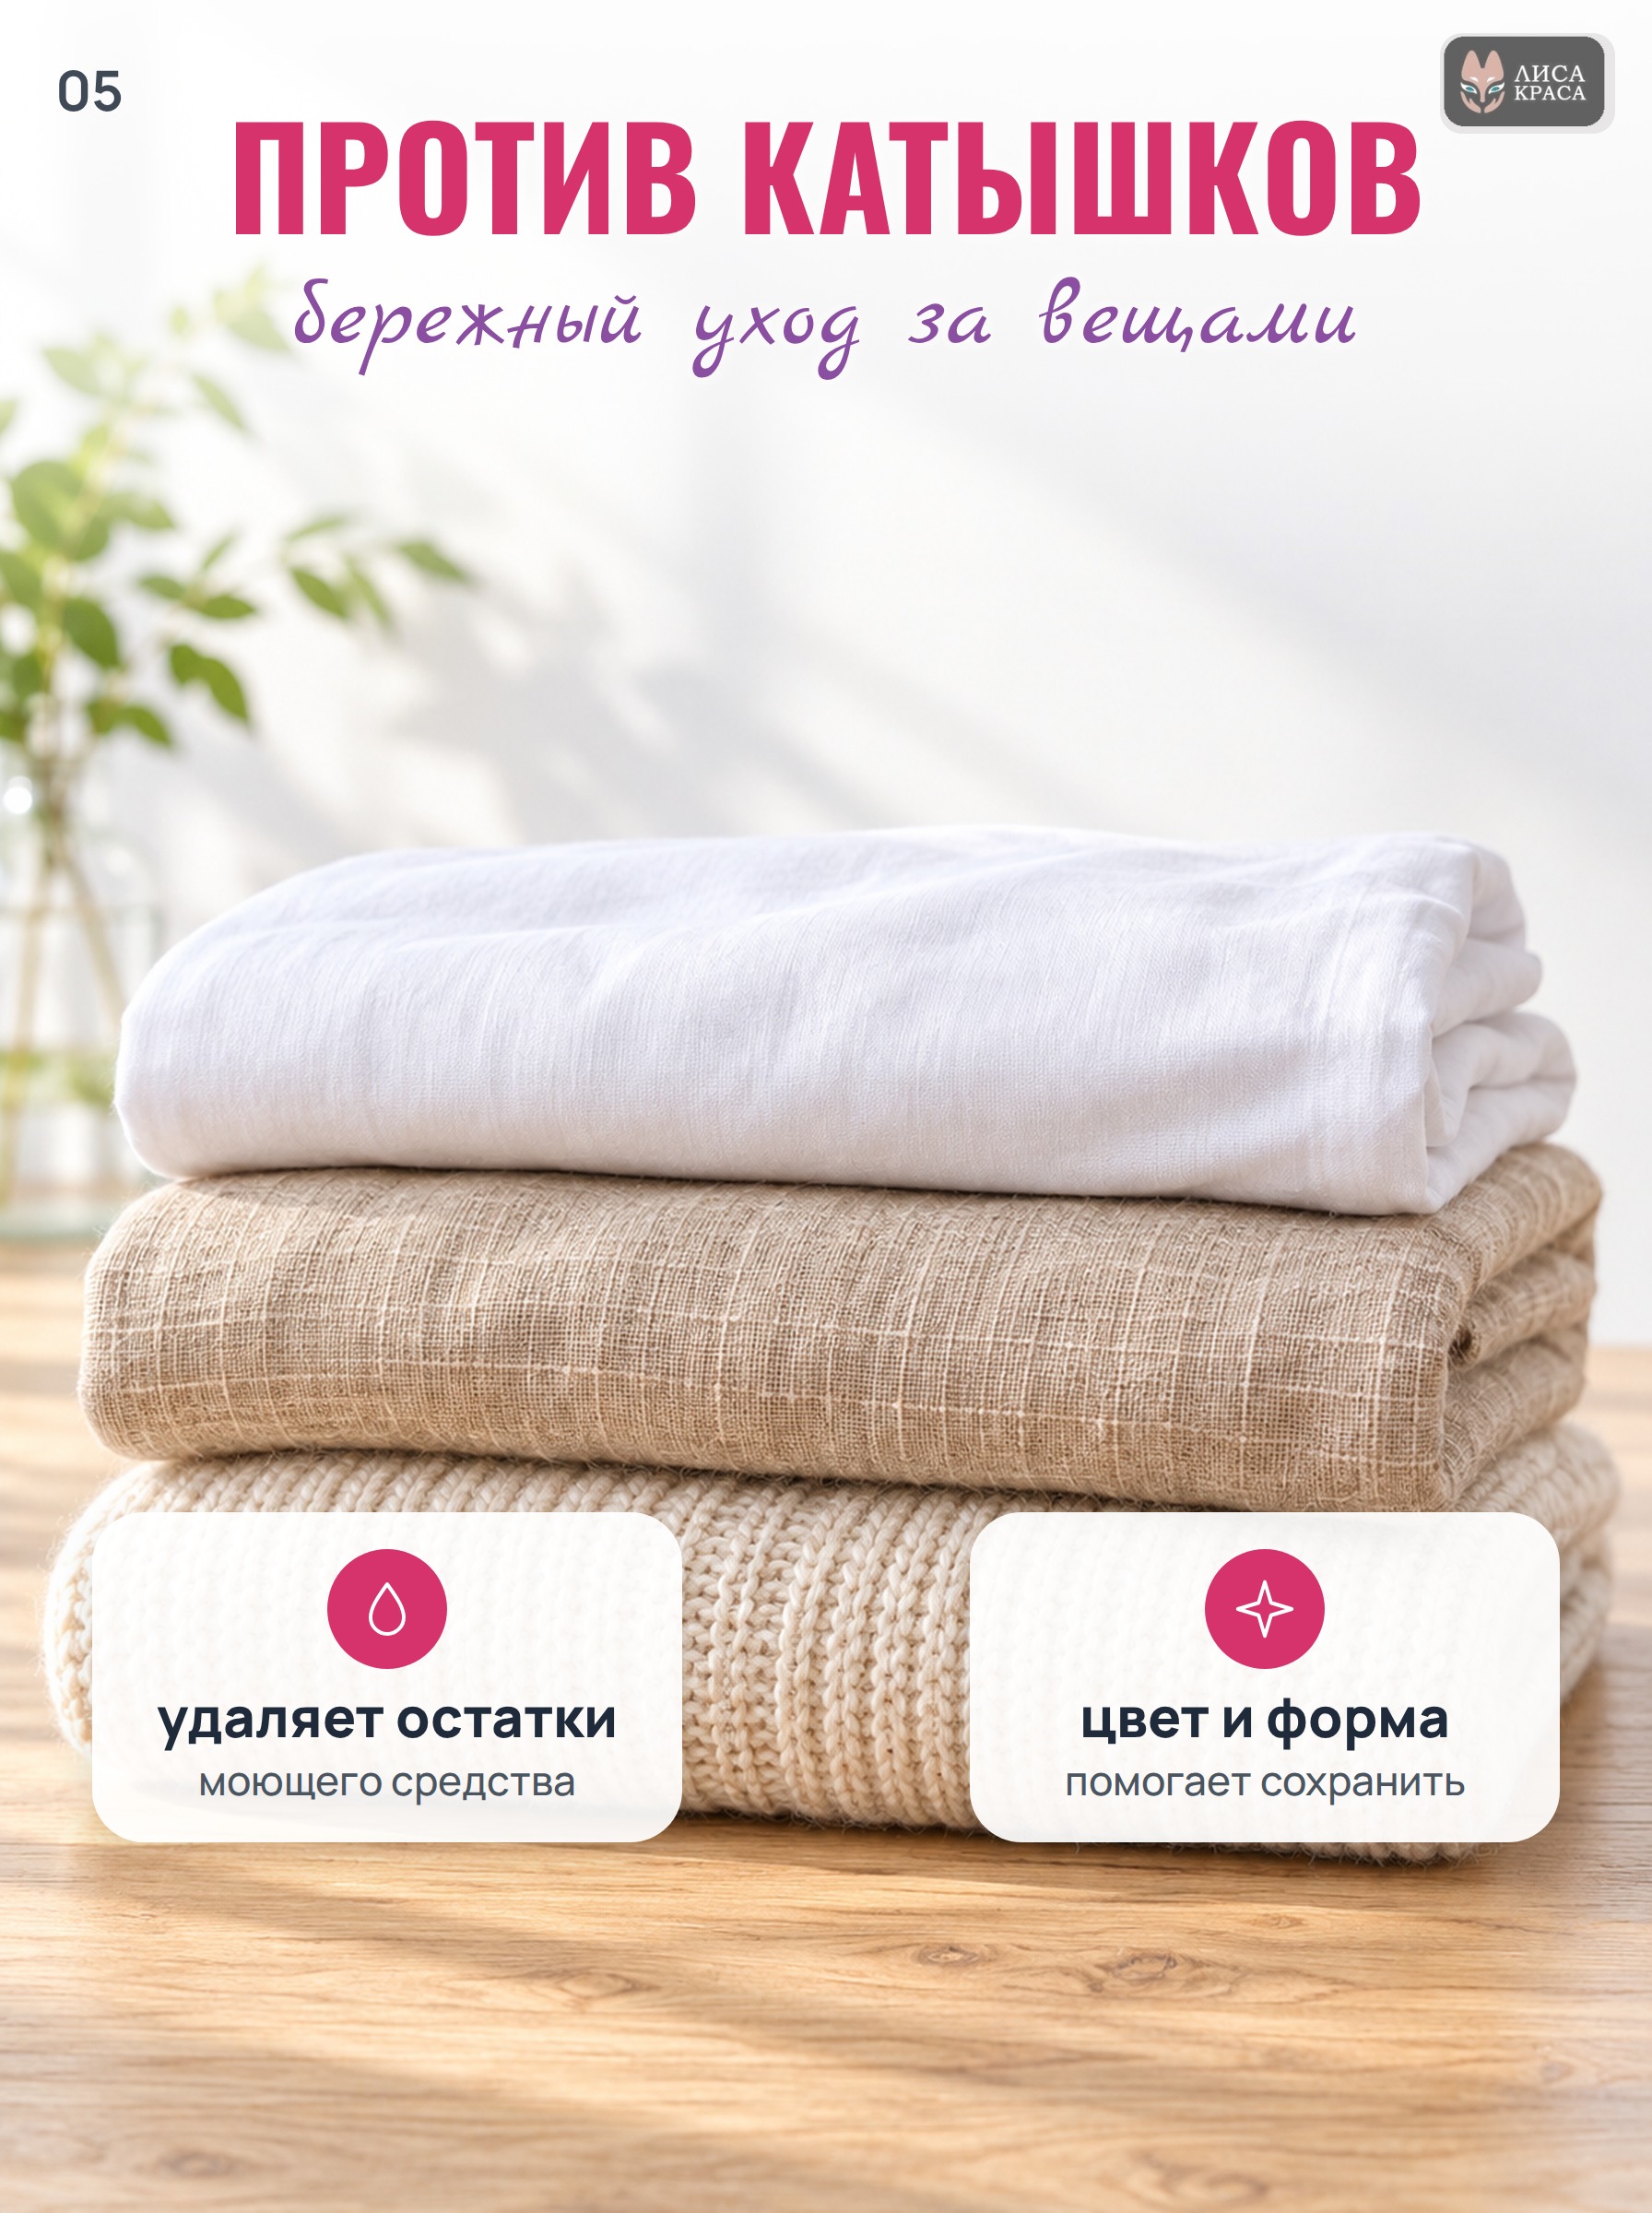 05
ЛИСА
КРАСА
ПРОТИВ КАТЫШКОВ
бережный уход за вещами
удаляет остатки
моющего средства
цвет и форма
помогает сохранить